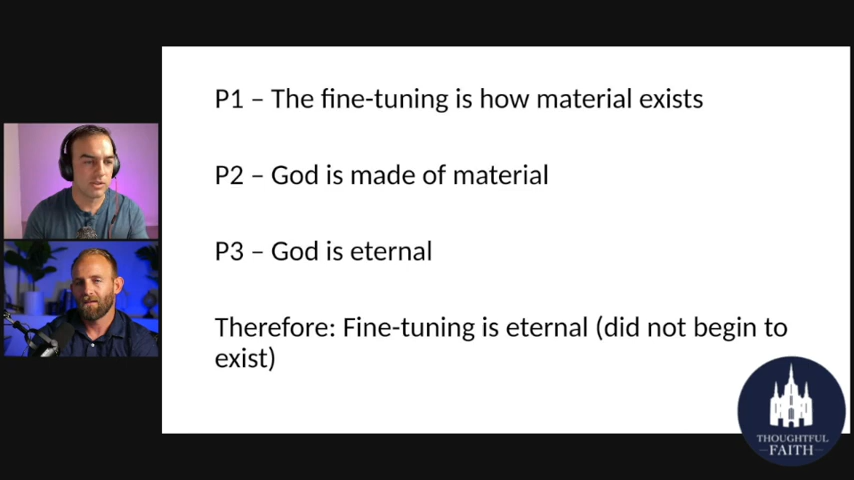 P1 – The fine-tuning is how material exists
P2 – God is made of material
P3 – God is eternal
Therefore: Fine-tuning is eternal (did not begin to
exist)
THOUGHTFUL
FAITH